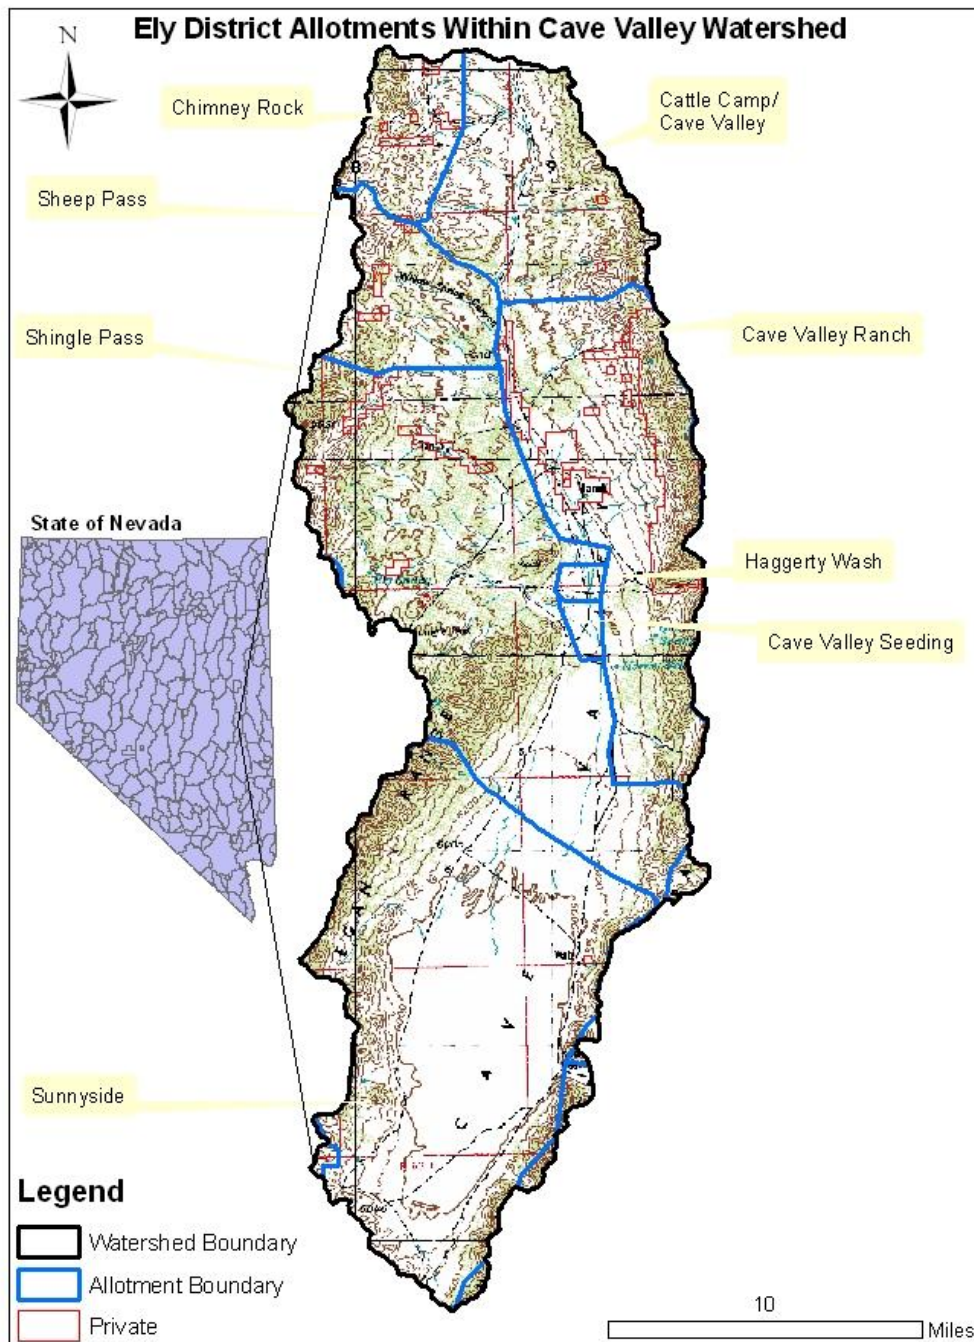 Ely District Allotments Within Cave Valley Watershed
N
Chimney Rock
Cattle Camp/
Cave Valley
Sheep Pass
Shingle Pass
Cave Valley Ranch
State of Nevada
Haggerty Wash
Cave Valley Seeding
Sunnyside
Legend
Watershed Boundary
Allotment Boundary
Private
10
Miles